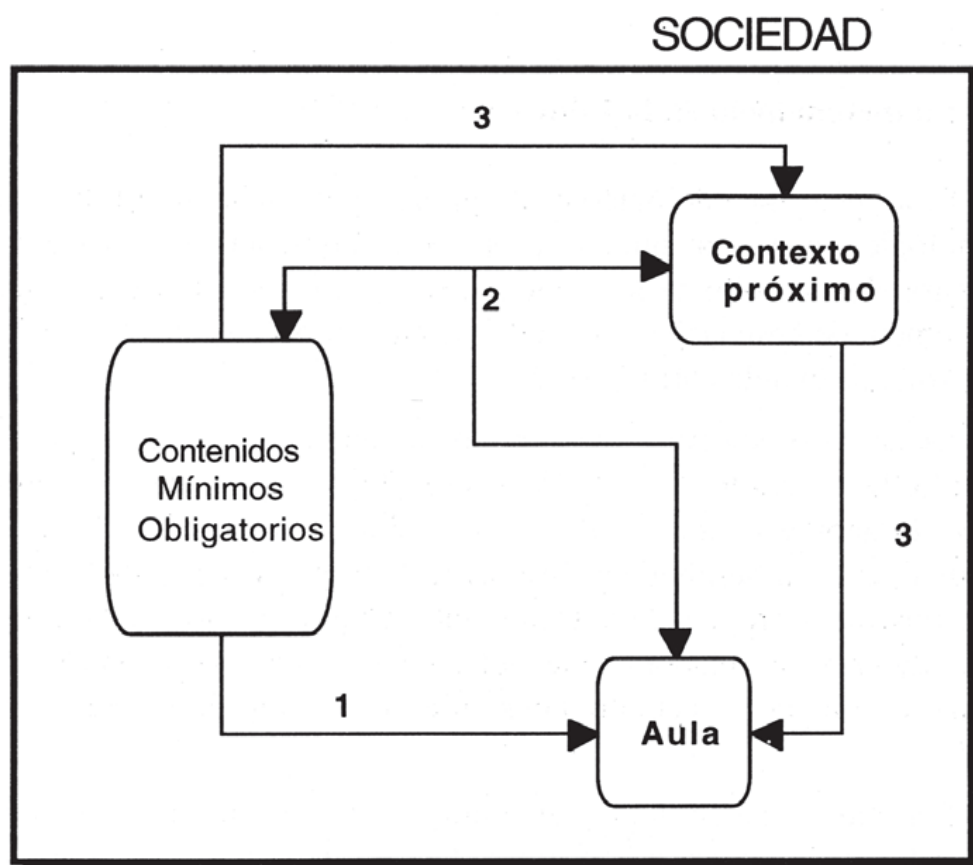 SOCIEDAD
3
Contexto
próximo
2
Contenidos
Mínimos
Obligatorios
3
1
Aula